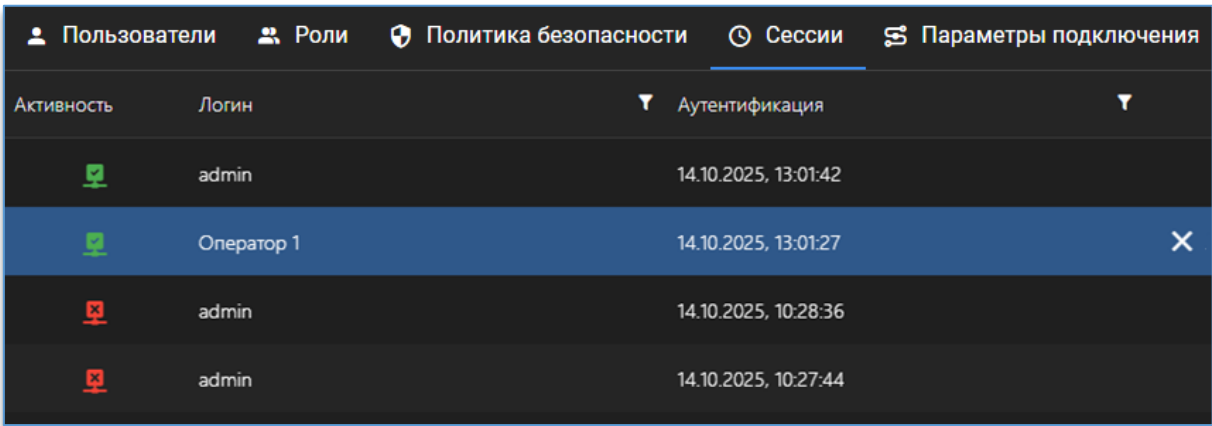 Пользователи Роли Политика безопасности Сессии Параметры подключения
Активность Логин Аутентификация
admin 14.10.2025, 13:01:42
Оператор 1 14.10.2025, 13:01:27
admin 14.10.2025, 10:28:36
admin 14.10.2025, 10:27:44